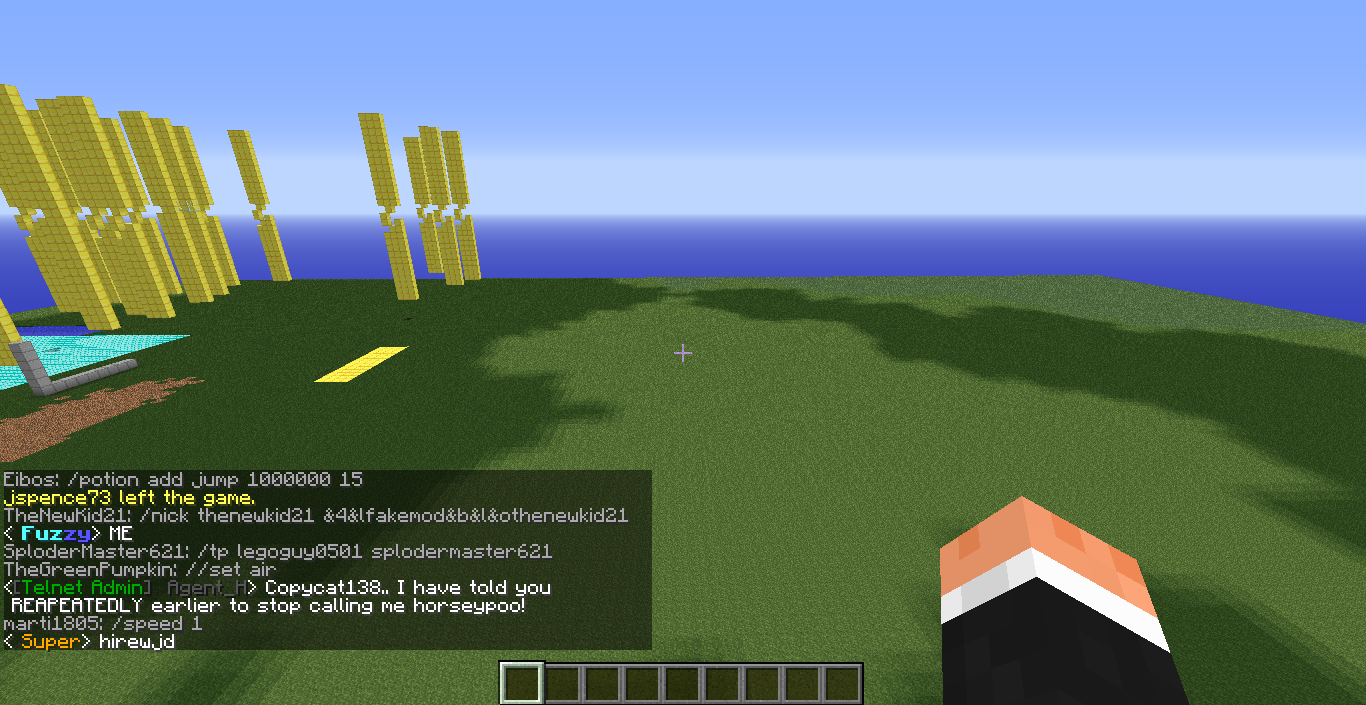 Eibos: /potion add jump 1000000 15
jspence73 left the game.
TheNewKid21: /nick thenewkid21 &4&lfakemod&b&l&othenewkid21
< Fuzzy> ME
SploderMaster621: /tp legoguy0501 splodermaster621
TheGreenPumpkin: //set air
<[Telnet Admin] Agent_H> Copycat138.. I have told you
REAPEATEDLY earlier to stop calling me horseypoo!
marti1805: /speed 1
< Super> hirewjd